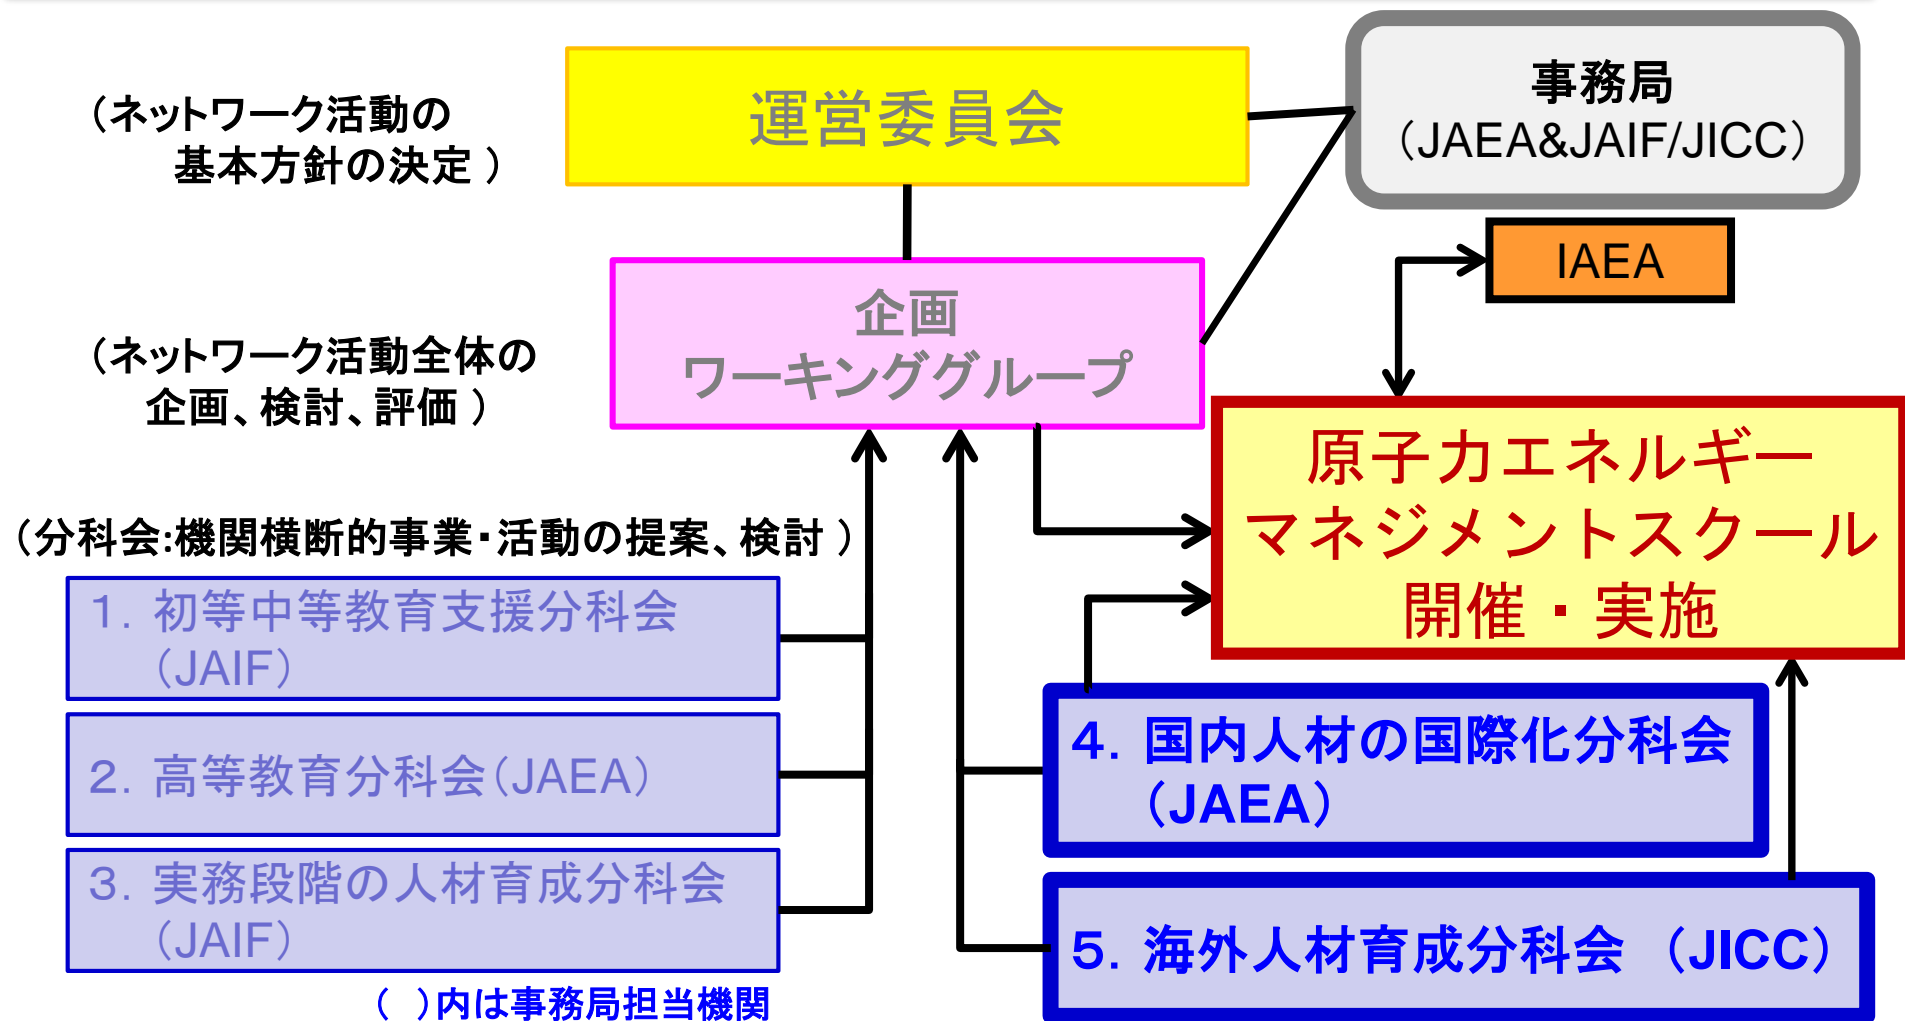 運営委員会
事務局
（JAEA&JAIF/JICC）
（ネットワーク活動の
基本方針の決定 ）
IAEA
企画
ワーキンググループ
（ネットワーク活動全体の
企画、検討、評価 ）
原子力エネルギー
マネジメントスクール
開催・実施
（分科会:機関横断的事業・活動の提案、検討 ）
1. 初等中等教育支援分科会
（JAIF）
2. 高等教育分科会（JAEA）
3. 実務段階の人材育成分科会
（JAIF）
4. 国内人材の国際化分科会
（JAEA）
5. 海外人材育成分科会 （JICC）
（ ）内は事務局担当機関